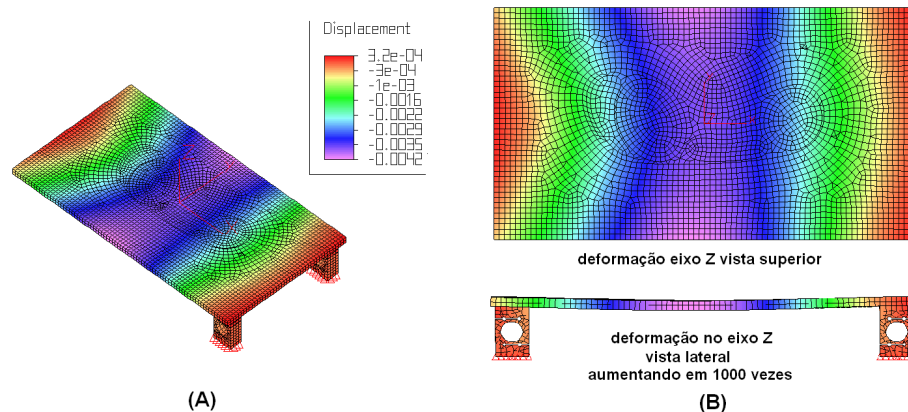 Displacement
3.2e-04
-3e-04
-1e-03
-0.0016
-0.0022
-0.0029
-0.0035
-0.0042
deformação eixo Z vista superior
deformação no eixo Z
vista lateral
aumentando em 1000 vezes
(A)
(B)